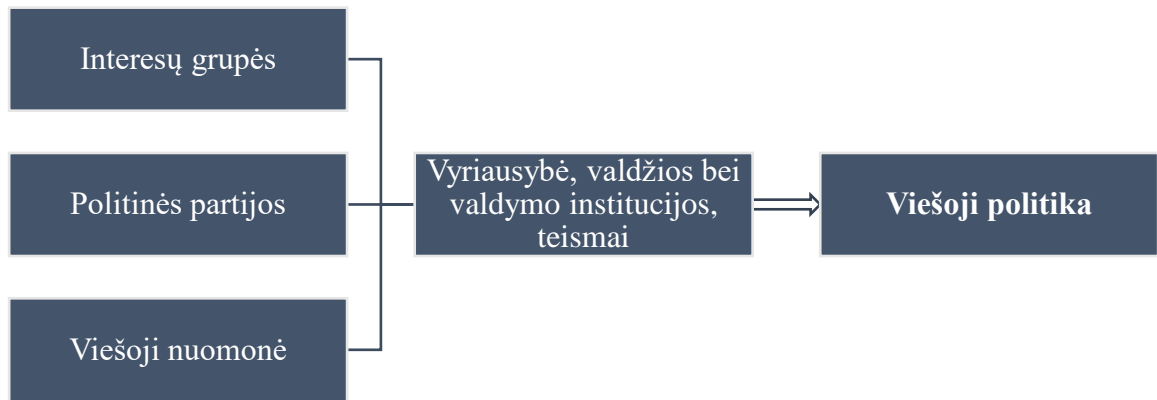 Interesų grupės
Politinės partijos
Viešoji nuomonė
Vyriausybė, valdžios bei
valdymo institucijos,
teismai
Viešoji politika